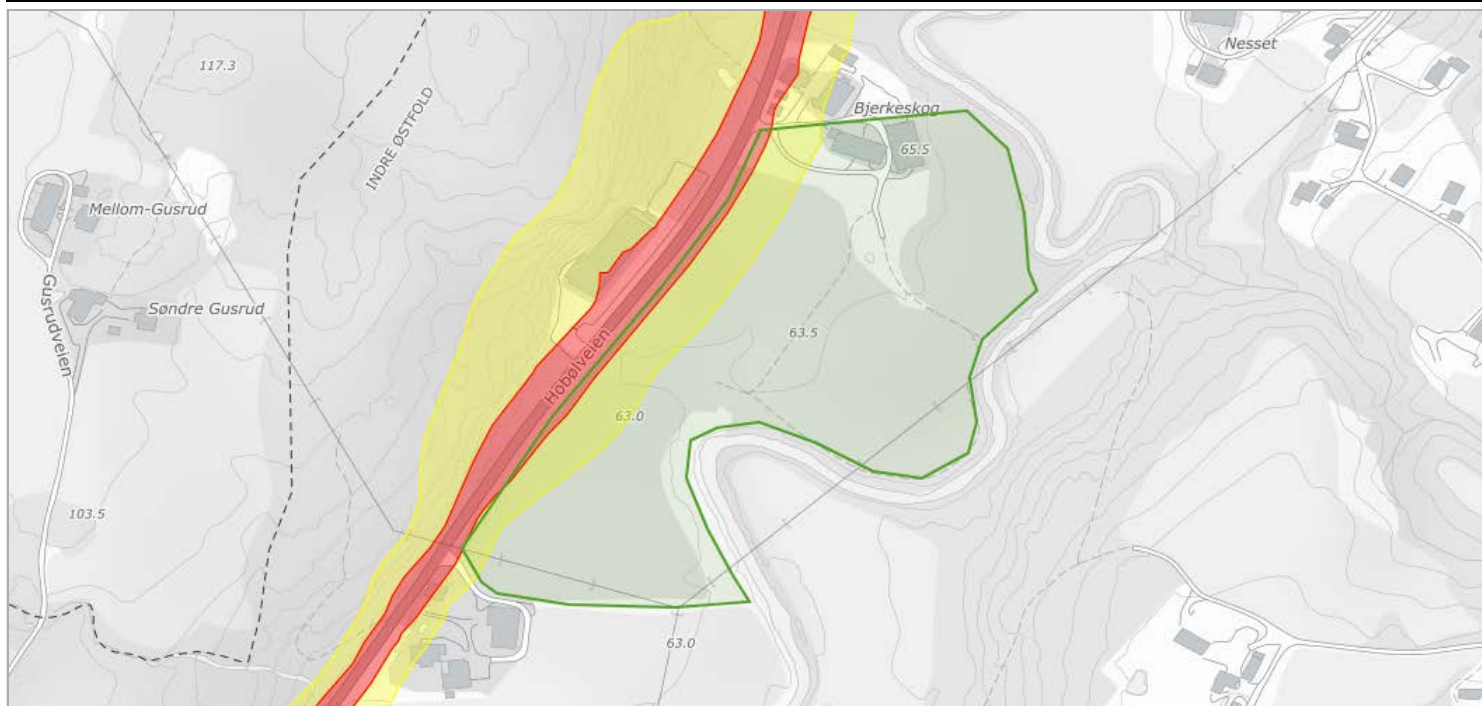 Nesset
117.3
Bjerkeskog
INDRE ØSTFOLD
65.5
Mellom-Gusrud
Gusrudveien
Søndre Gusrud
63.5
Hobølveien
63.0
103.5
63.0